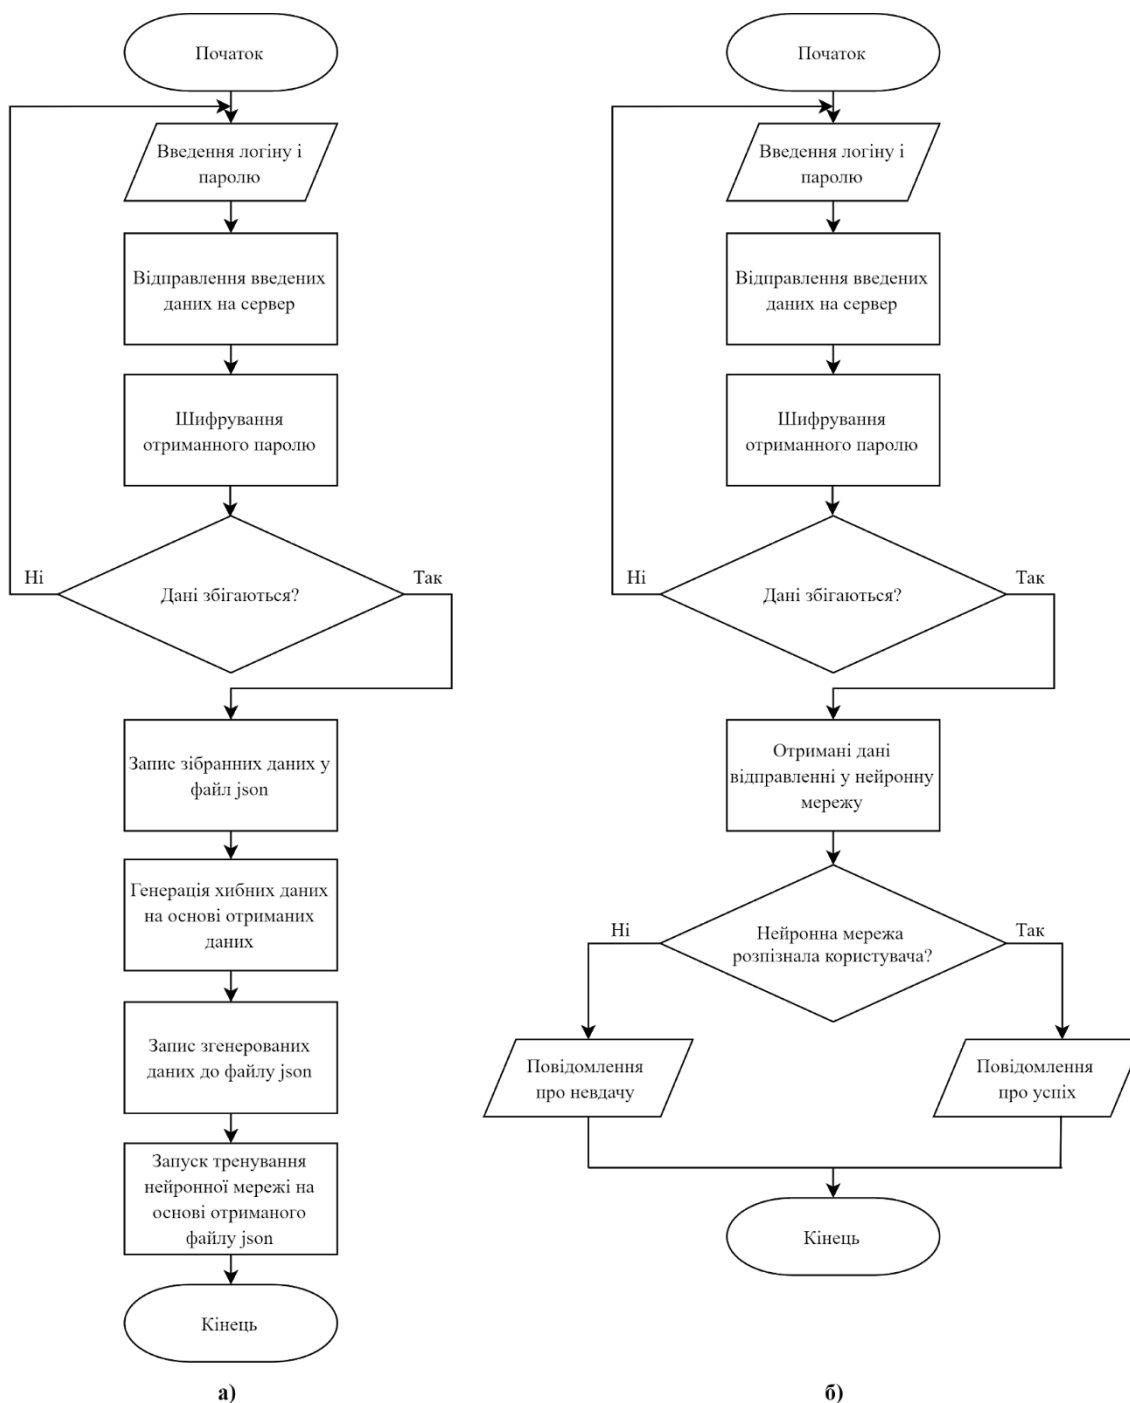 Початок
Введення логіну і
паролю
Відправлення введених
даних на сервер
Шифрування
отриманного паролю
Ні
Так
Дані збігаються?
Запис зібранних даних у
файл json
Генерація хибних даних
на основі отриманих
даних
Запис згенерованих
даних до файлу json
Запуск тренування
нейронної мережі на
основі отриманого
файлу json
Кінець
а)
Початок
Введення логіну і
паролю
Відправлення введених
даних на сервер
Шифрування
отриманного паролю
Ні
Так
Дані збігаються?
Отримані дані
відправленні у нейронну
мережу
Ні
Так
Нейронна мережа
розпізнала користувача?
Повідомлення
про невдачу
Повідомлення
про успіх
Кінець
б)